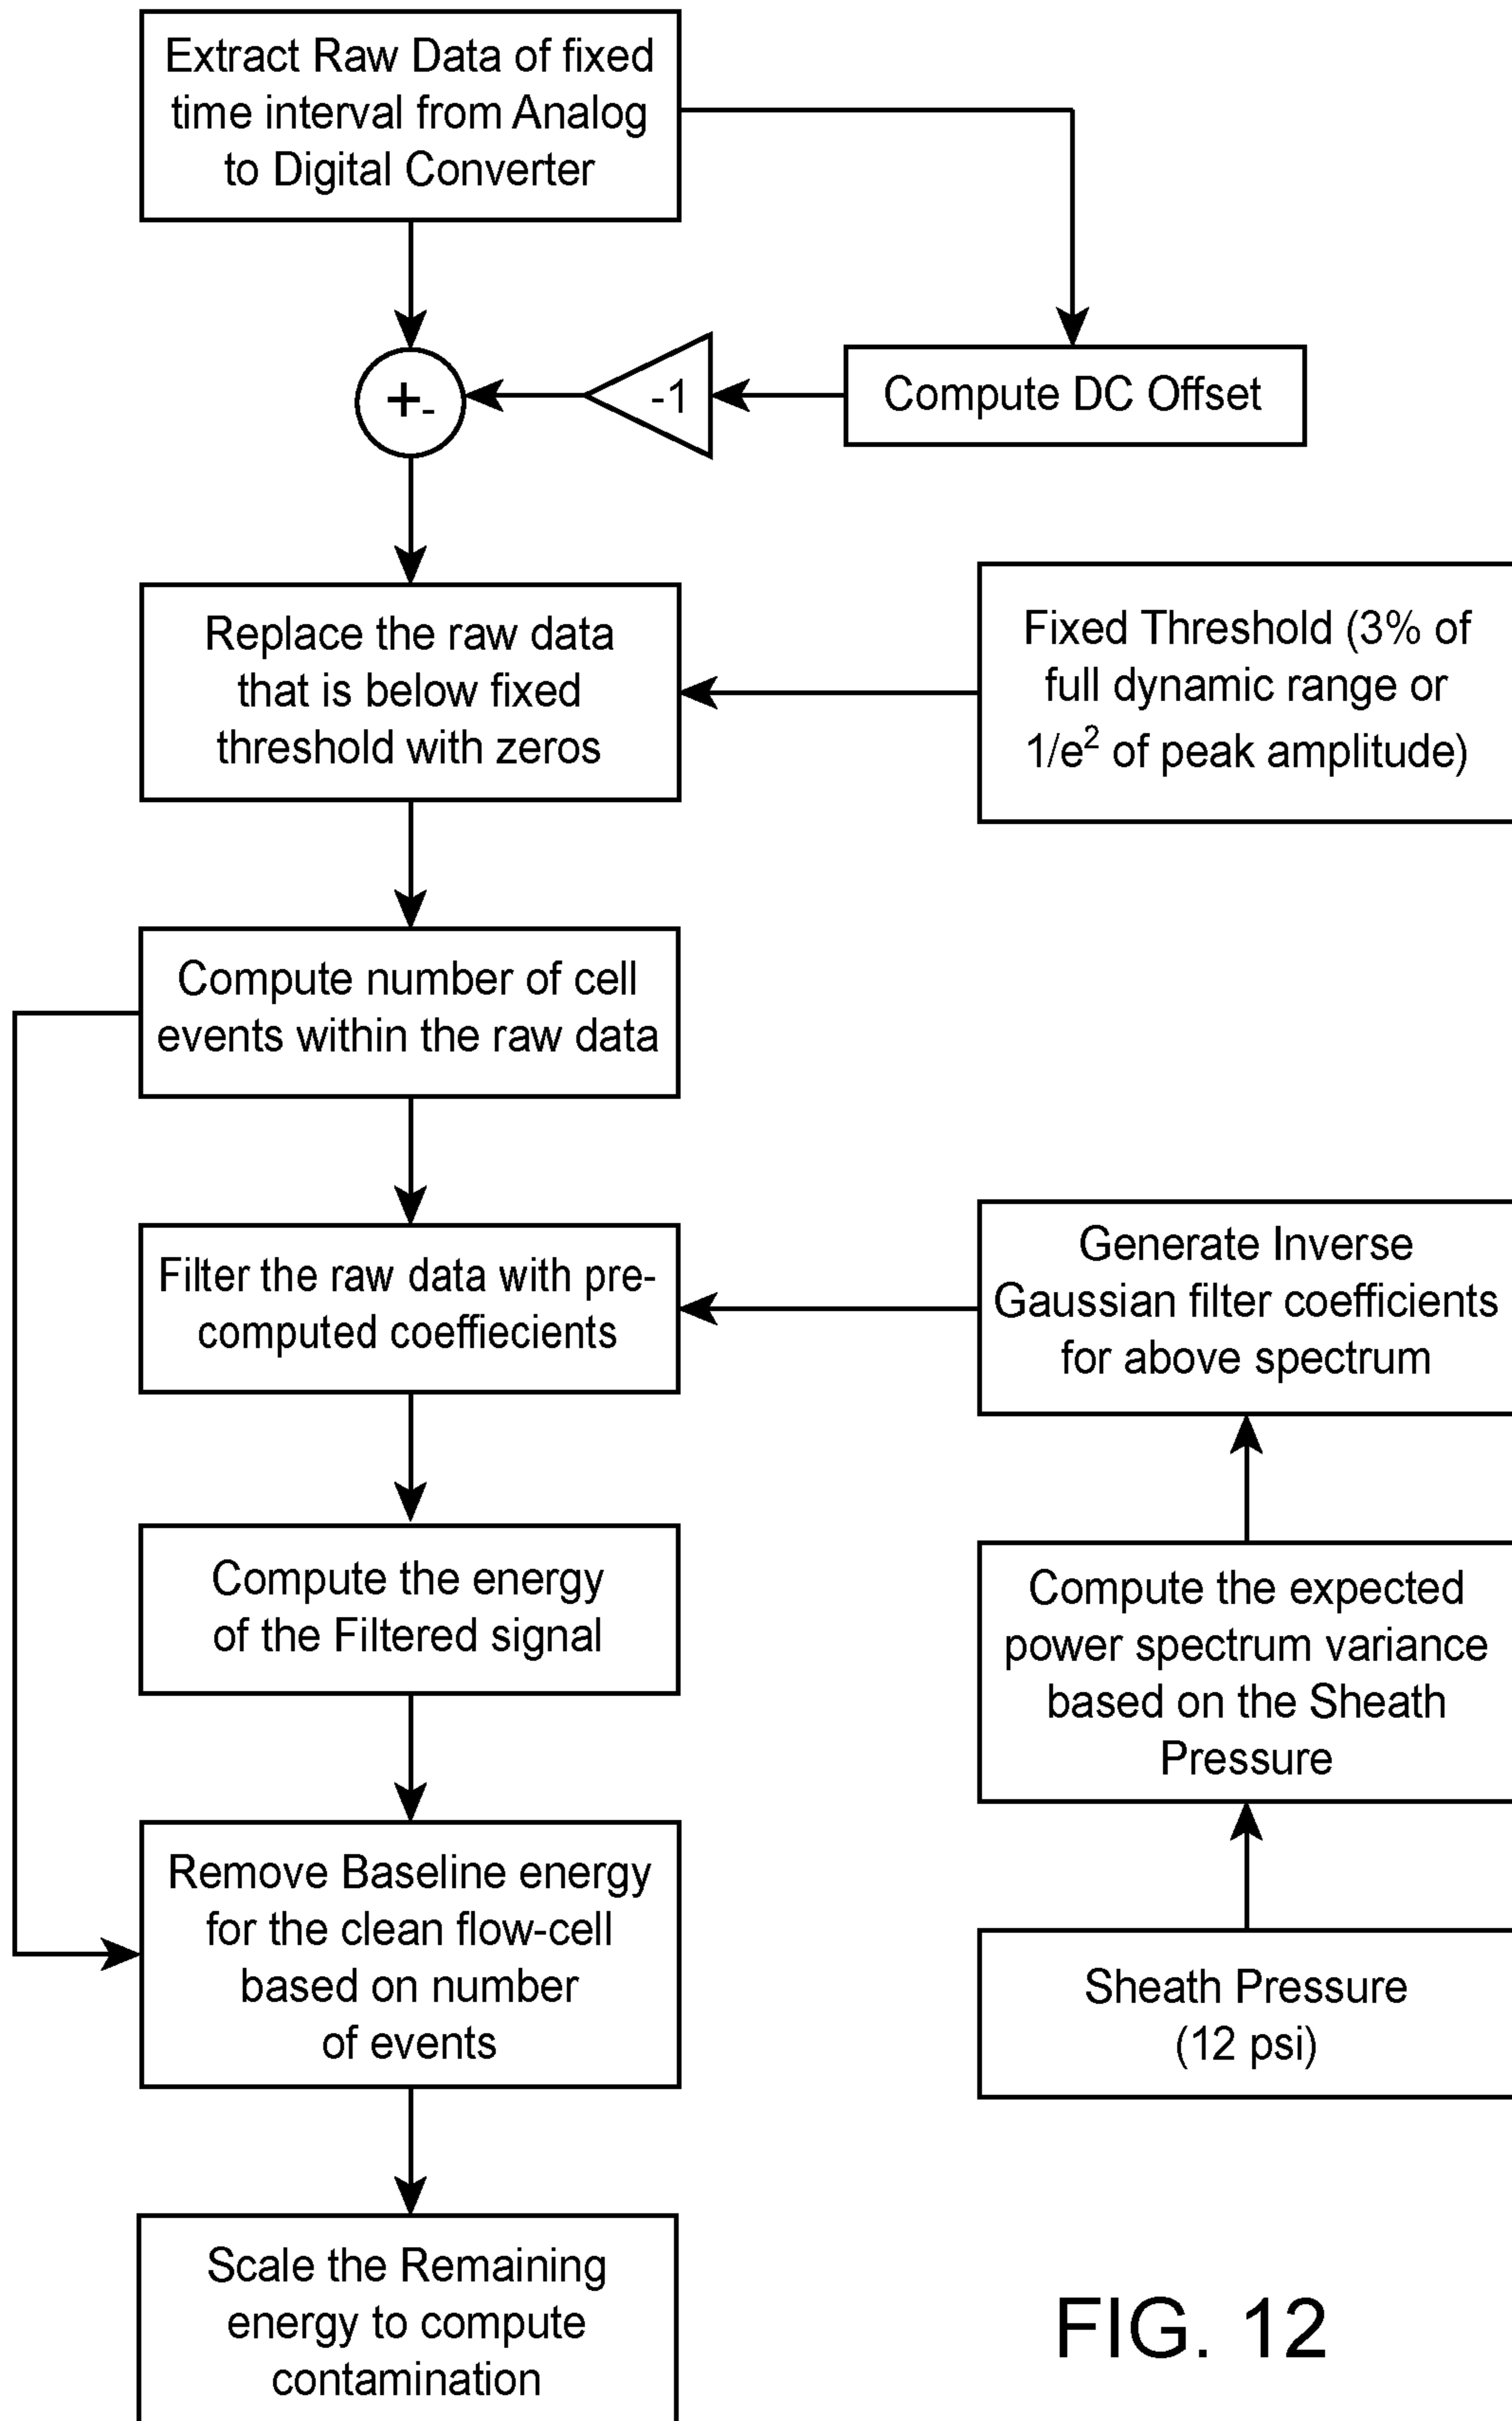 Extract Raw Data of fixed
time interval from Analog
to Digital Converter
+-
-1
Compute DC Offset
Replace the raw data
that is below fixed
threshold with zeros
Fixed Threshold (3% of
full dynamic range or
1/e² of peak amplitude)
Compute number of cell
events within the raw data
Filter the raw data with pre-
computed coeffiecients
Generate Inverse
Gaussian filter coefficients
for above spectrum
Compute the energy
of the Filtered signal
Compute the expected
power spectrum variance
based on the Sheath
Pressure
Remove Baseline energy
for the clean flow-cell
based on number
of events
Sheath Pressure
(12 psi)
Scale the Remaining
energy to compute
contamination
FIG. 12